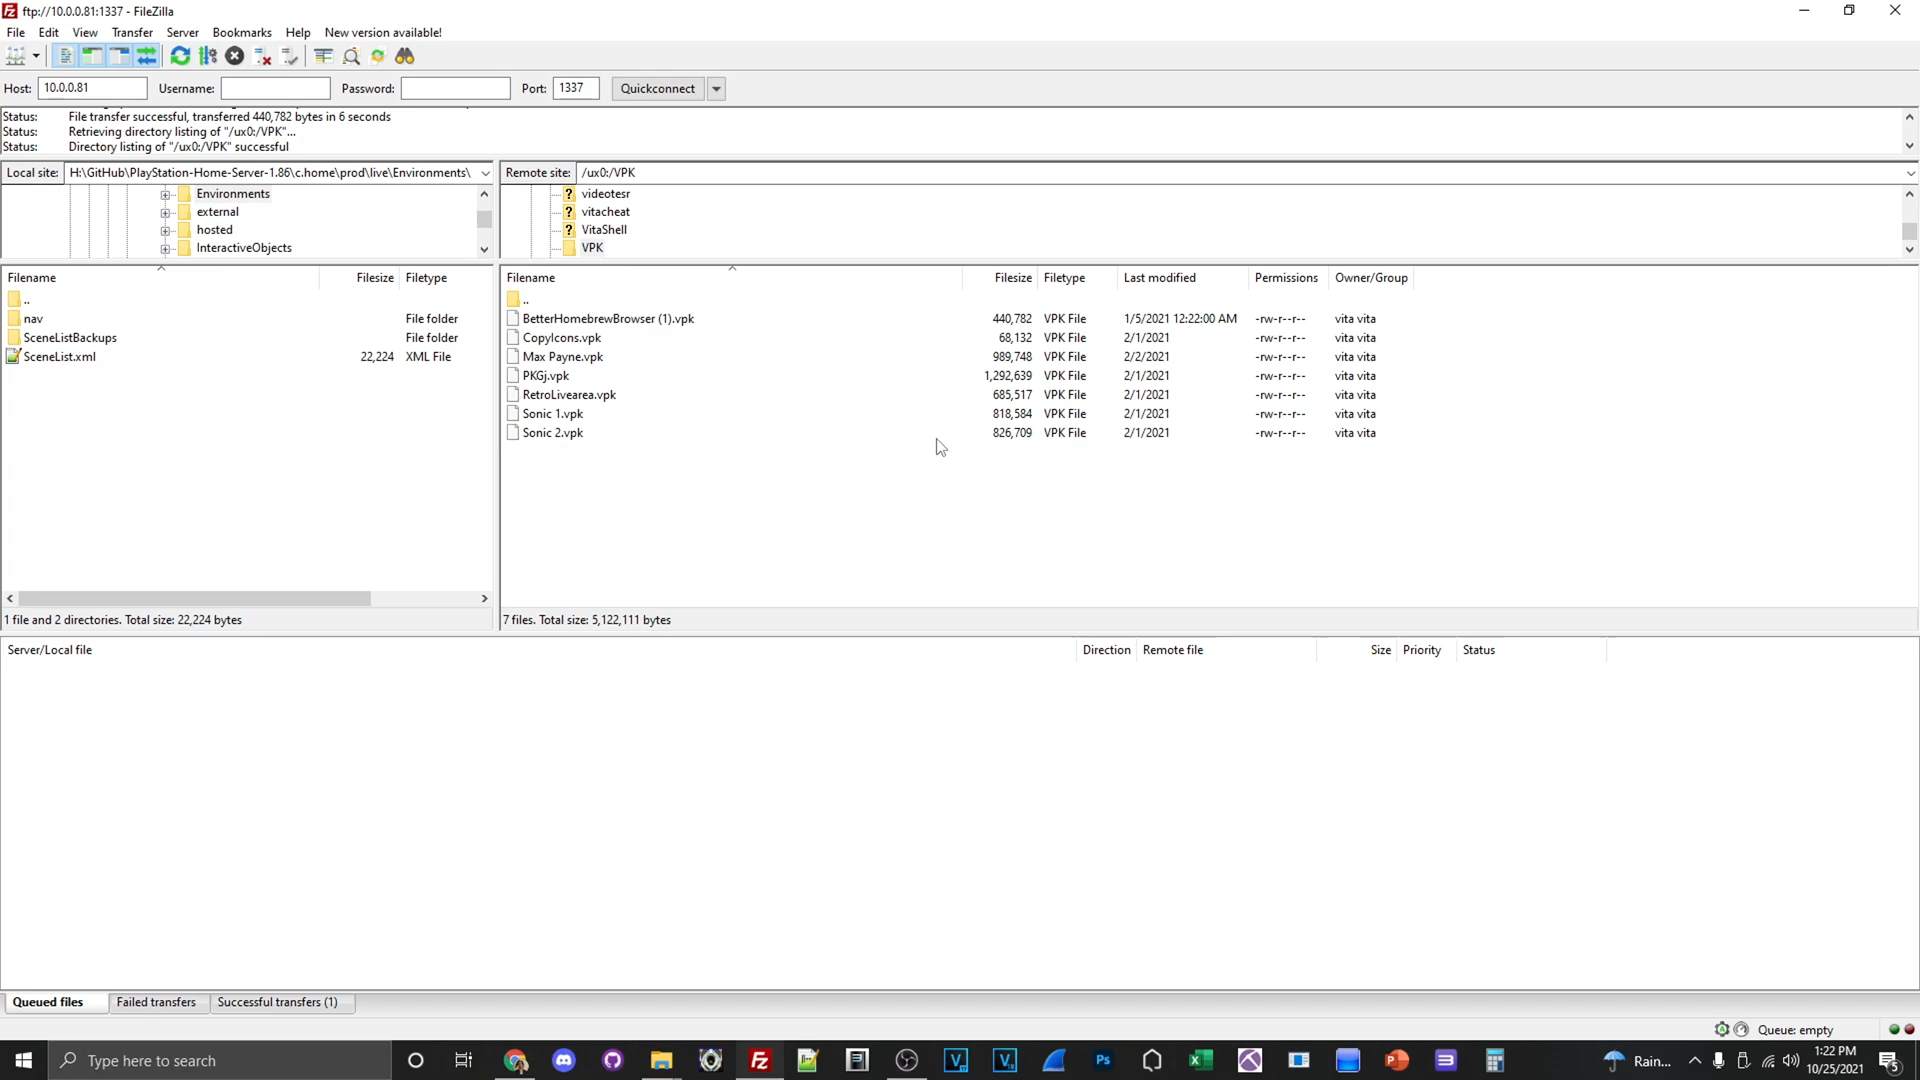 ftp://10.0.0.81:1337 - FileZilla
File Edit View Transfer Server Bookmarks Help New version available!
Host: 10.0.0.81 Username: Password: Port: 1337 Quickconnect
Status: File transfer successful, transferred 440,782 bytes in 6 seconds
Status: Retrieving directory listing of "/ux0:/VPK"...
Status: Directory listing of "/ux0:/VPK" successful
Local site: H:\GitHub\PlayStation-Home-Server-1.86\c.home\prod\live\Environments\
Environments
external
hosted
InteractiveObjects
Remote site: /ux0:/VPK
videotesr
vitacheat
VitaShell
VPK
Filename Filesize Filetype
..
nav File folder
SceneListBackups File folder
SceneList.xml 22,224 XML File
1 file and 2 directories. Total size: 22,224 bytes
Filename Filesize Filetype Last modified Permissions Owner/Group
..
BetterHomebrewBrowser (1).vpk 440,782 VPK File 1/5/2021 12:22:00 AM -rw-r--r-- vita vita
CopyIcons.vpk 68,132 VPK File 2/1/2021 -rw-r--r-- vita vita
Max Payne.vpk 989,748 VPK File 2/2/2021 -rw-r--r-- vita vita
PKGj.vpk 1,292,639 VPK File 2/1/2021 -rw-r--r-- vita vita
RetroLivearea.vpk 685,517 VPK File 2/1/2021 -rw-r--r-- vita vita
Sonic 1.vpk 818,584 VPK File 2/1/2021 -rw-r--r-- vita vita
Sonic 2.vpk 826,709 VPK File 2/1/2021 -rw-r--r-- vita vita
7 files. Total size: 5,122,111 bytes
Server/Local file Direction Remote file Size Priority Status
Queued files Failed transfers Successful transfers (1)
Queue: empty
Type here to search
Rain...
1:22 PM
10/25/2021
5